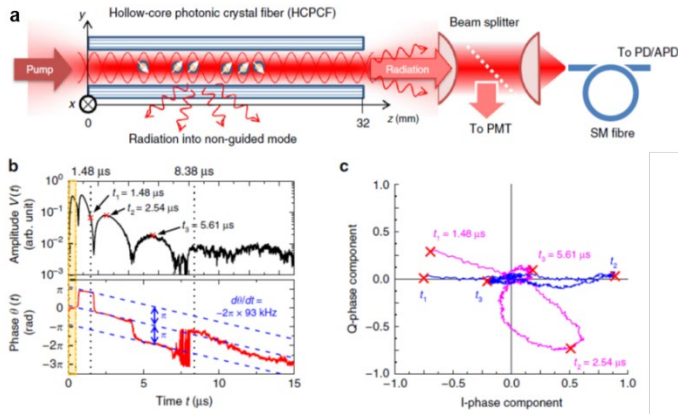 a
Hollow-core photonic crystal fiber (HCPCF)
Beam splitter
y
Pump
Radiation
To PD/APD
x
0
32
z (mm)
Radiation into non-guided mode
To PMT
SM fibre
b
1.48 μs
8.38 μs
Amplitude V(t)
(arb. unit)
10⁰
10⁻¹
10⁻²
10⁻³
t₁ = 1.48 μs
t₂ = 2.54 μs
t₃ = 5.61 μs
Phase θ(t)
(rad)
π
0
−π
−2π
−3π
π
π
dθ/dt =
−2π × 93 kHz
0
5
10
15
Time t (μs)
c
Q-phase component
1.0
0.5
0.0
−0.5
−1.0
t₁ = 1.48 μs
t₃ = 5.61 μs
t₂
t₁
t₃
t₂ = 2.54 μs
−1.0
−0.5
0.0
0.5
1.0
I-phase component